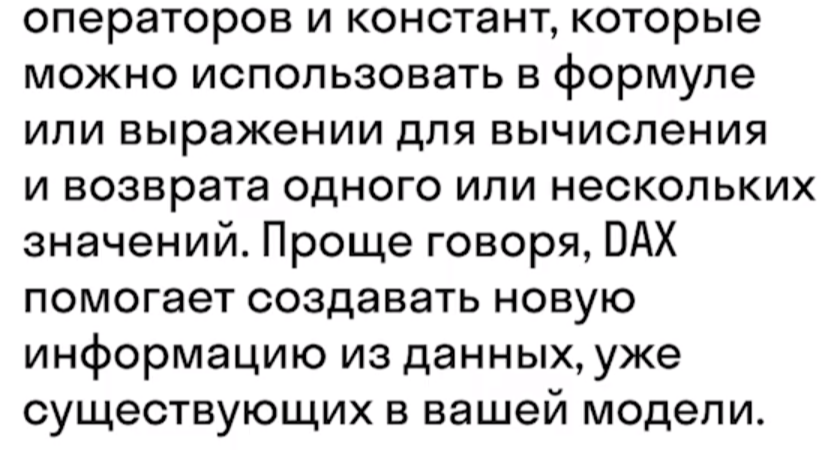 операторов и констант, которые
можно использовать в формуле
или выражении для вычисления
и возврата одного или нескольких
значений. Проще говоря, DAX
помогает создавать новую
информацию из данных, уже
существующих в вашей модели.